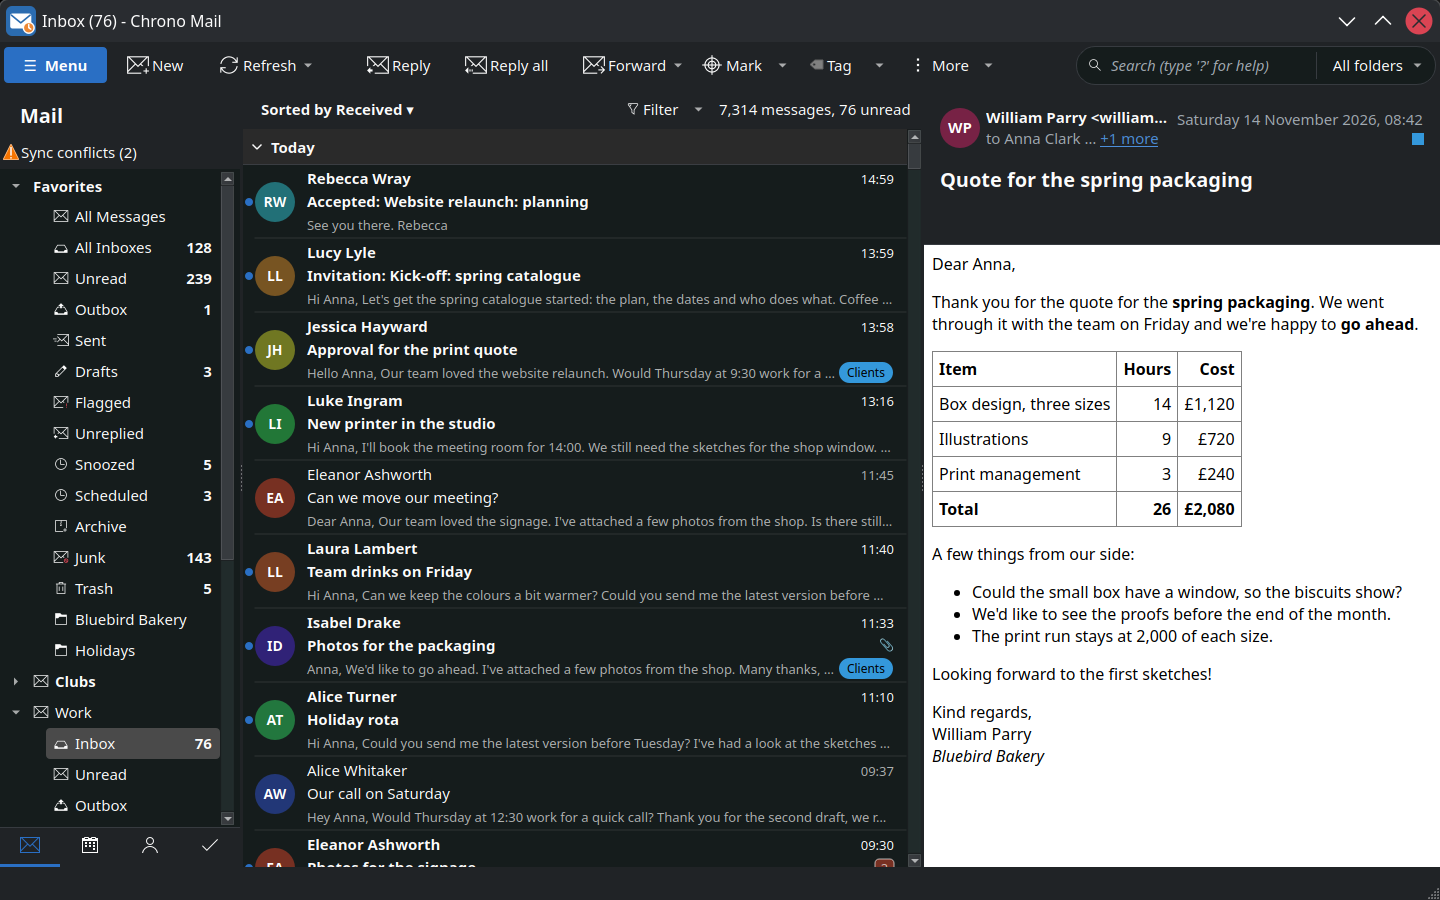 Inbox (76) - Chrono Mail
Menu
New
Refresh
Reply
Reply all
Forward
Mark
Tag
More
Search (type '?' for help)
All folders
Mail
Sync conflicts (2)
Favorites
All Messages
All Inboxes 128
Unread 239
Outbox 1
Sent
Drafts 3
Flagged
Unreplied
Snoozed 5
Scheduled 3
Archive
Junk 143
Trash 5
Bluebird Bakery
Holidays
Clubs
Work
Inbox 76
Unread
Outbox
Sorted by Received
Filter
7,314 messages, 76 unread
Today
RW
Rebecca Wray 14:59
Accepted: Website relaunch: planning
See you there. Rebecca
LL
Lucy Lyle 13:59
Invitation: Kick-off: spring catalogue
Hi Anna, Let's get the spring catalogue started: the plan, the dates and who does what. Coffee ...
JH
Jessica Hayward 13:58
Approval for the print quote
Hello Anna, Our team loved the website relaunch. Would Thursday at 9:30 work for a ... Clients
LI
Luke Ingram 13:16
New printer in the studio
Hi Anna, I'll book the meeting room for 14:00. We still need the sketches for the shop window. ...
EA
Eleanor Ashworth 11:45
Can we move our meeting?
Dear Anna, Our team loved the signage. I've attached a few photos from the shop. Is there still...
LL
Laura Lambert 11:40
Team drinks on Friday
Hi Anna, Can we keep the colours a bit warmer? Could you send me the latest version before ...
ID
Isabel Drake 11:33
Photos for the packaging
Anna, We'd like to go ahead. I've attached a few photos from the shop. Many thanks, ... Clients
AT
Alice Turner 11:10
Holiday rota
Hi Anna, Could you send me the latest version before Tuesday? I've had a look at the sketches ...
AW
Alice Whitaker 09:37
Our call on Saturday
Hey Anna, Would Thursday at 12:30 work for a quick call? Thank you for the second draft, we r...
EA
Eleanor Ashworth 09:30
Photos for the signage
WP
William Parry <william... Saturday 14 November 2026, 08:42
to Anna Clark ... +1 more
Quote for the spring packaging
Dear Anna,
Thank you for the quote for the spring packaging. We went
through it with the team on Friday and we're happy to go ahead.
Item Hours Cost
Box design, three sizes 14 £1,120
Illustrations 9 £720
Print management 3 £240
Total 26 £2,080
A few things from our side:
Could the small box have a window, so the biscuits show?
We'd like to see the proofs before the end of the month.
The print run stays at 2,000 of each size.
Looking forward to the first sketches!
Kind regards,
William Parry
Bluebird Bakery